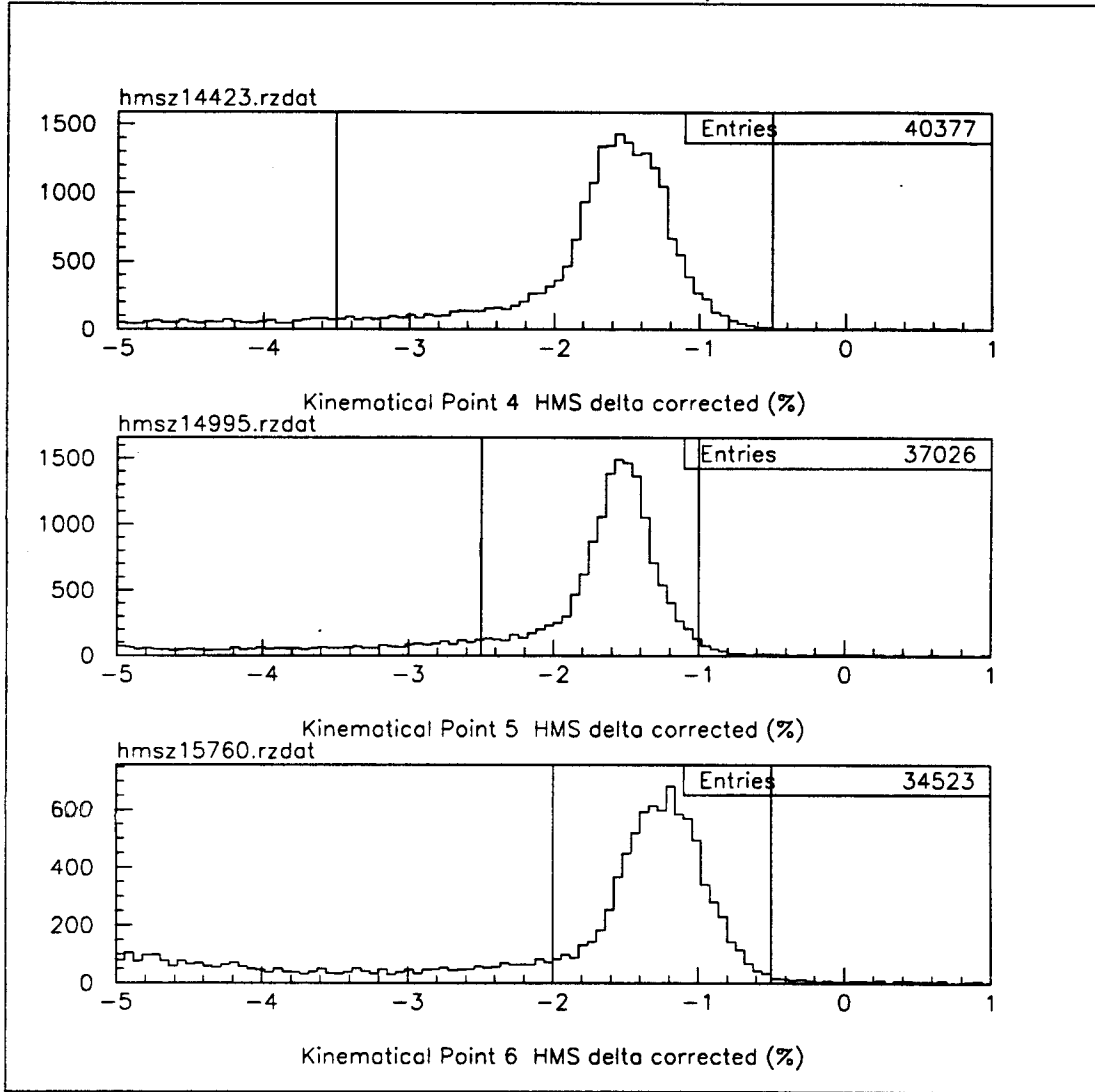 hmsz14423.rzdat
Entries 40377
1500
1000
500
0
-5 -4 -3 -2 -1 0 1
Kinematical Point 4 HMS delta corrected (%)
hmsz14995.rzdat
Entries 37026
1500
1000
500
0
-5 -4 -3 -2 -1 0 1
Kinematical Point 5 HMS delta corrected (%)
hmsz15760.rzdat
Entries 34523
600
400
200
0
-5 -4 -3 -2 -1 0 1
Kinematical Point 6 HMS delta corrected (%)